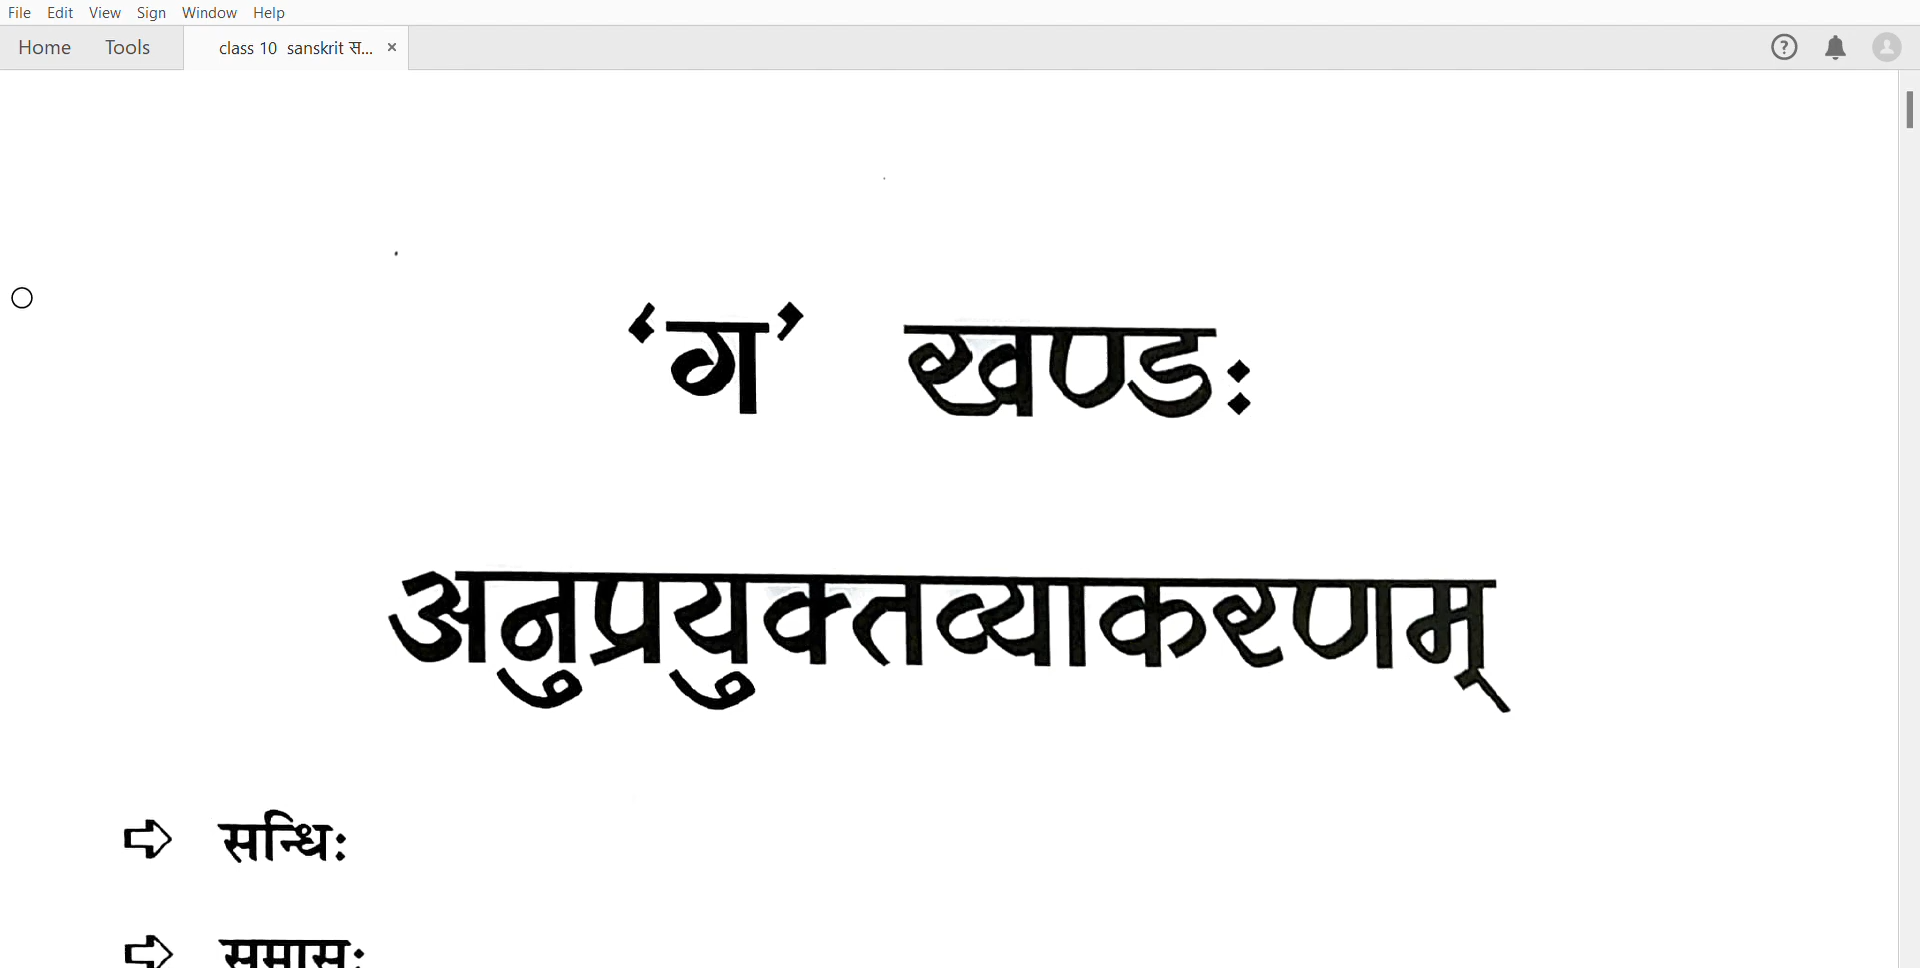 File Edit View Sign Window Help
Home Tools class 10 sanskrit स... ×
‘ग’ खण्डः
अनुप्रयुक्तव्याकरणम्
सन्धिः
समासः